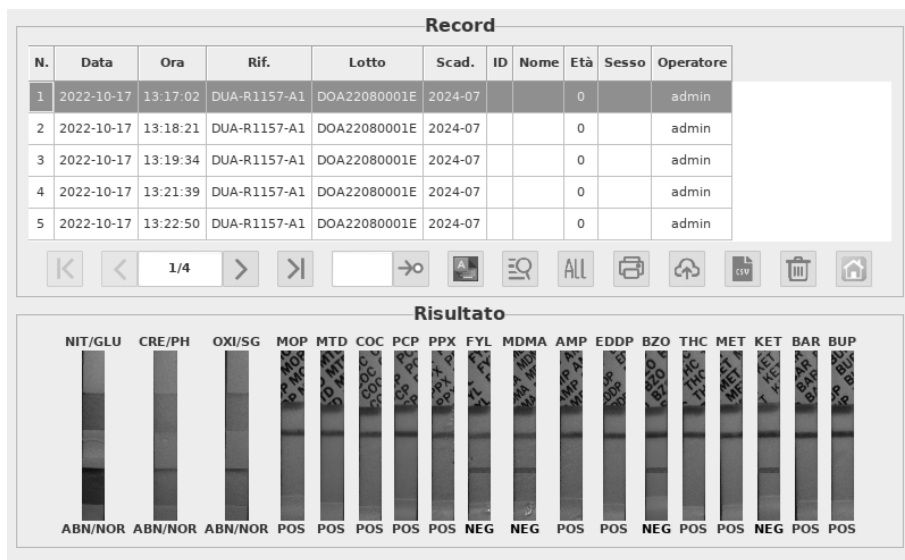 Record
N. Data Ora Rif. Lotto Scad. ID Nome Età Sesso Operatore
1 2022-10-17 13:17:02 DUA-R1157-A1 DOA22080001E 2024-07 0 admin
2 2022-10-17 13:18:21 DUA-R1157-A1 DOA22080001E 2024-07 0 admin
3 2022-10-17 13:19:34 DUA-R1157-A1 DOA22080001E 2024-07 0 admin
4 2022-10-17 13:21:39 DUA-R1157-A1 DOA22080001E 2024-07 0 admin
5 2022-10-17 13:22:50 DUA-R1157-A1 DOA22080001E 2024-07 0 admin
1/4 ALL CSV
Risultato
NIT/GLU CRE/PH OXI/SG MOP MTD COC PCP PPX FYL MDMA AMP EDDP BZO THC MET KET BAR BUP
ABN/NOR ABN/NOR ABN/NOR POS POS POS POS POS NEG NEG POS POS NEG POS POS NEG POS POS